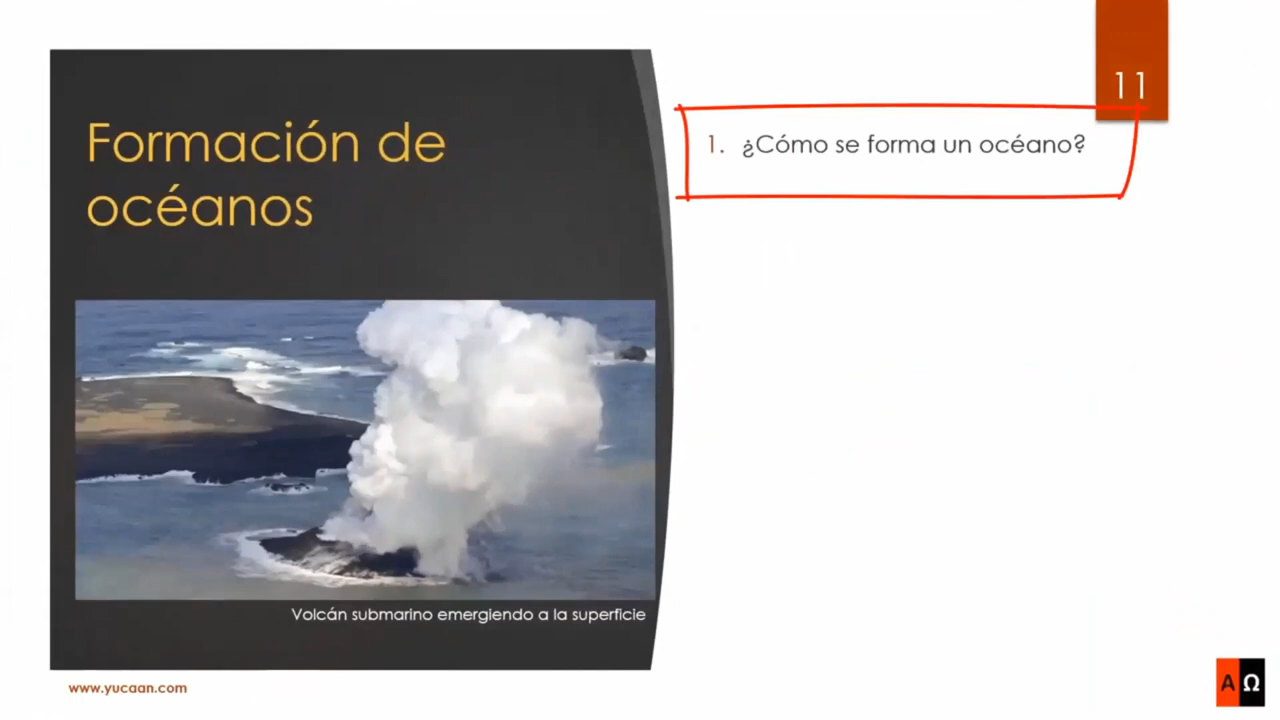 Formación de
océanos
11
1. ¿Cómo se forma un océano?
Volcán submarino emergiendo a la superficie
www.yucaan.com
AΩ